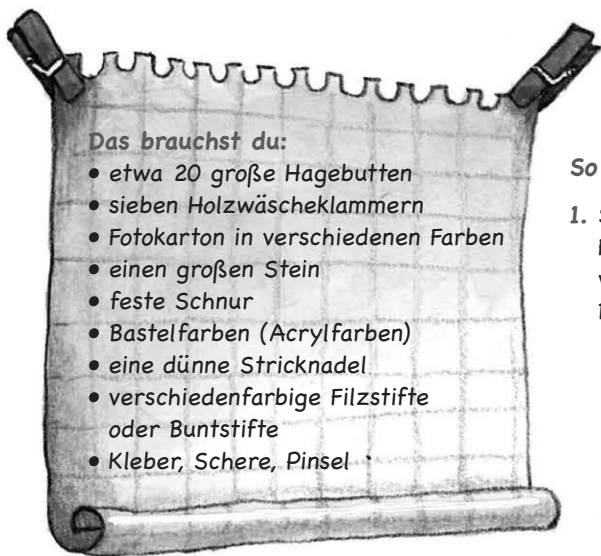 Das brauchst du:
• etwa 20 große Hagebutten
• sieben Holzwäscheklammern
• Fotokarton in verschiedenen Farben
• einen großen Stein
• feste Schnur
• Bastelfarben (Acrylfarben)
• eine dünne Stricknadel
• verschiedenfarbige Filzstifte
oder Buntstifte
• Kleber, Schere, Pinsel
So
1.